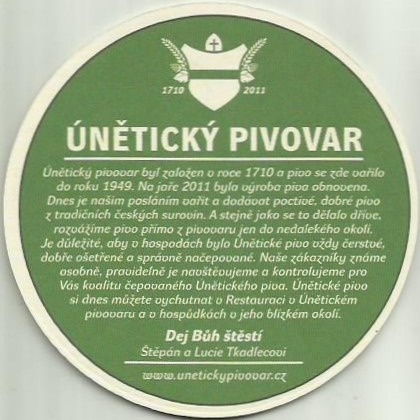 1710 2011
ÚNĚTICKÝ PIVOVAR
Únětický pivovar byl založen v roce 1710 a pivo se zde vařilo
do roku 1949. Na jaře 2011 byla výroba piva obnovena.
Dnes je naším posláním vařit a dodávat poctivé, dobré pivo
z tradičních českých surovin. A stejně jako se to dělalo dříve,
rozvážíme pivo přímo z pivovaru jen do nedalekého okolí.
Je důležité, aby v hospodách bylo Únětické pivo vždy čerstvé,
dobře ošetřené a správně načepované. Naše zákazníky známe
osobně, pravidelně je navštěvujeme a kontrolujeme pro
Vás kvalitu čepovaného Únětického piva. Únětické pivo
si dnes můžete vychutnat v Restauraci v Únětickém
pivovaru a v hospůdkách v jeho blízkém okolí.
Dej Bůh štěstí
Štěpán a Lucie Tkadlecovi
www.unetickypivovar.cz